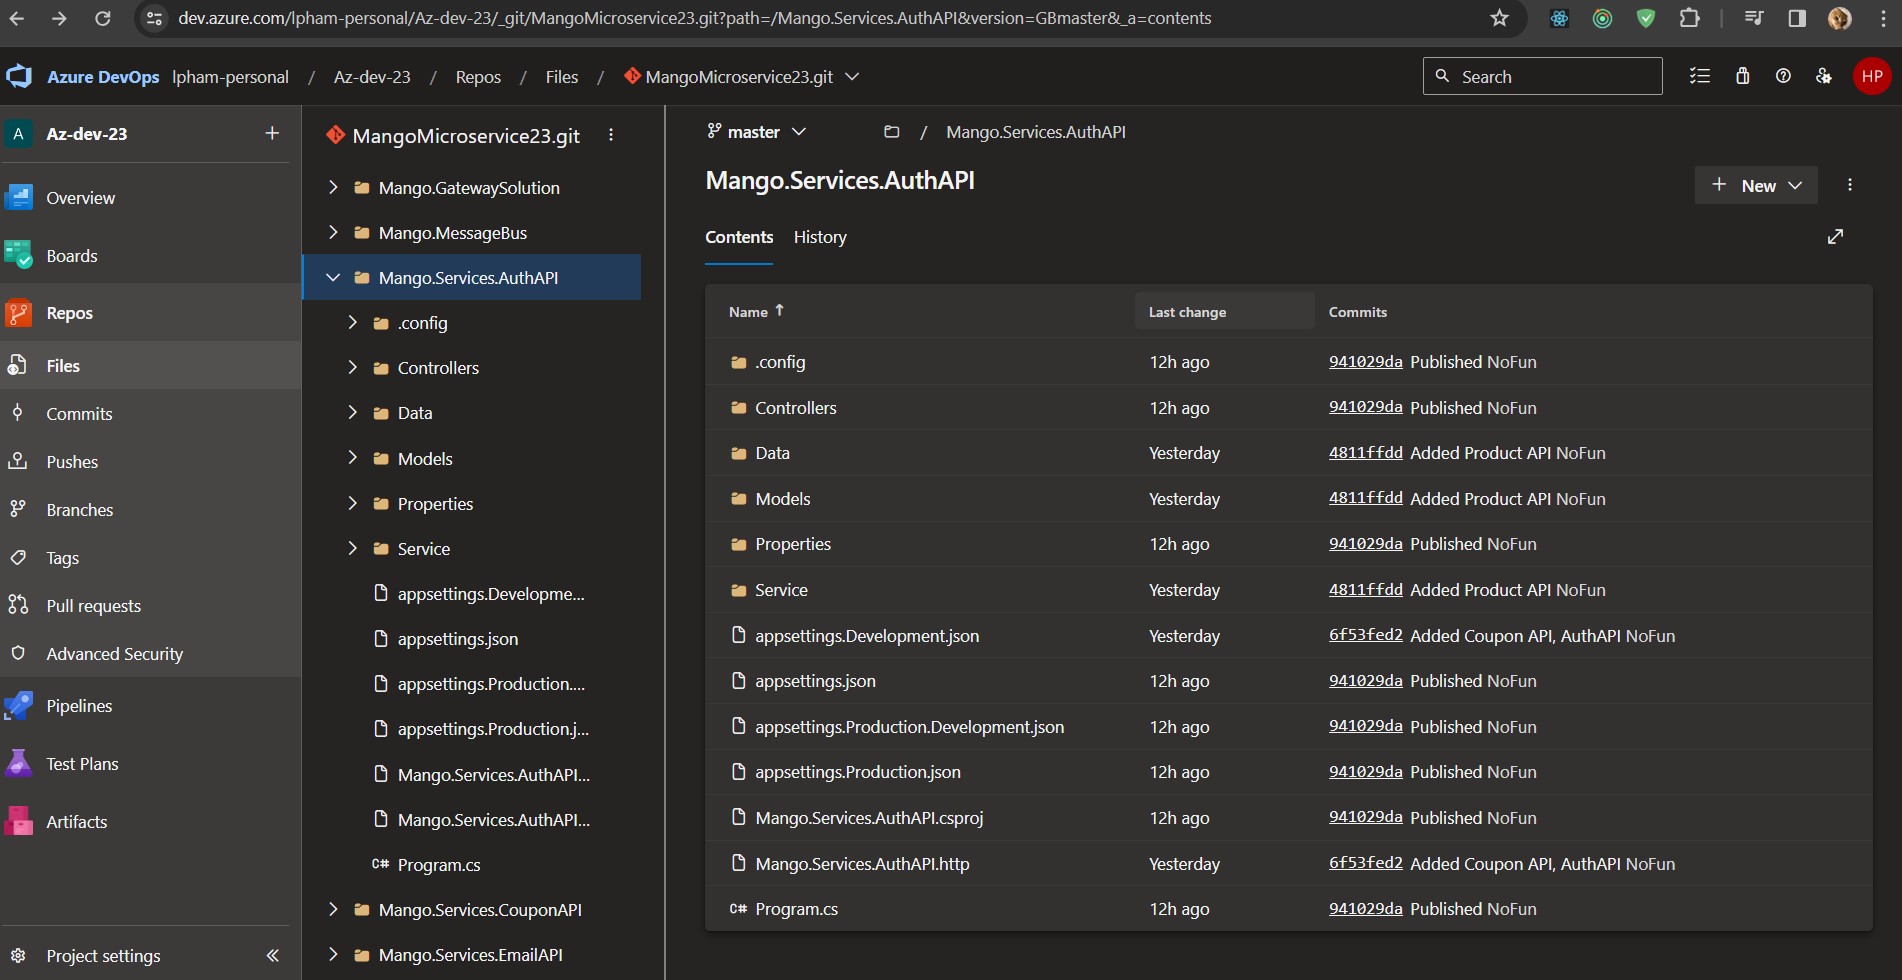 dev.azure.com/lpham-personal/Az-dev-23/_git/MangoMicroservice23.git?path=/Mango.Services.AuthAPI&version=GBmaster&_a=contents
Azure DevOps lpham-personal / Az-dev-23 / Repos / Files / MangoMicroservice23.git
Search
HP
A Az-dev-23
Overview
Boards
Repos
Files
Commits
Pushes
Branches
Tags
Pull requests
Advanced Security
Pipelines
Test Plans
Artifacts
Project settings
MangoMicroservice23.git
Mango.GatewaySolution
Mango.MessageBus
Mango.Services.AuthAPI
.config
Controllers
Data
Models
Properties
Service
appsettings.Developme...
appsettings.json
appsettings.Production....
appsettings.Production.j...
Mango.Services.AuthAPI...
Mango.Services.AuthAPI...
C# Program.cs
Mango.Services.CouponAPI
Mango.Services.EmailAPI
master / Mango.Services.AuthAPI
Mango.Services.AuthAPI
New
Contents History
Name Last change Commits
.config 12h ago 941029da Published NoFun
Controllers 12h ago 941029da Published NoFun
Data Yesterday 4811ffdd Added Product API NoFun
Models Yesterday 4811ffdd Added Product API NoFun
Properties 12h ago 941029da Published NoFun
Service Yesterday 4811ffdd Added Product API NoFun
appsettings.Development.json Yesterday 6f53fed2 Added Coupon API, AuthAPI NoFun
appsettings.json 12h ago 941029da Published NoFun
appsettings.Production.Development.json 12h ago 941029da Published NoFun
appsettings.Production.json 12h ago 941029da Published NoFun
Mango.Services.AuthAPI.csproj 12h ago 941029da Published NoFun
Mango.Services.AuthAPI.http Yesterday 6f53fed2 Added Coupon API, AuthAPI NoFun
C# Program.cs 12h ago 941029da Published NoFun